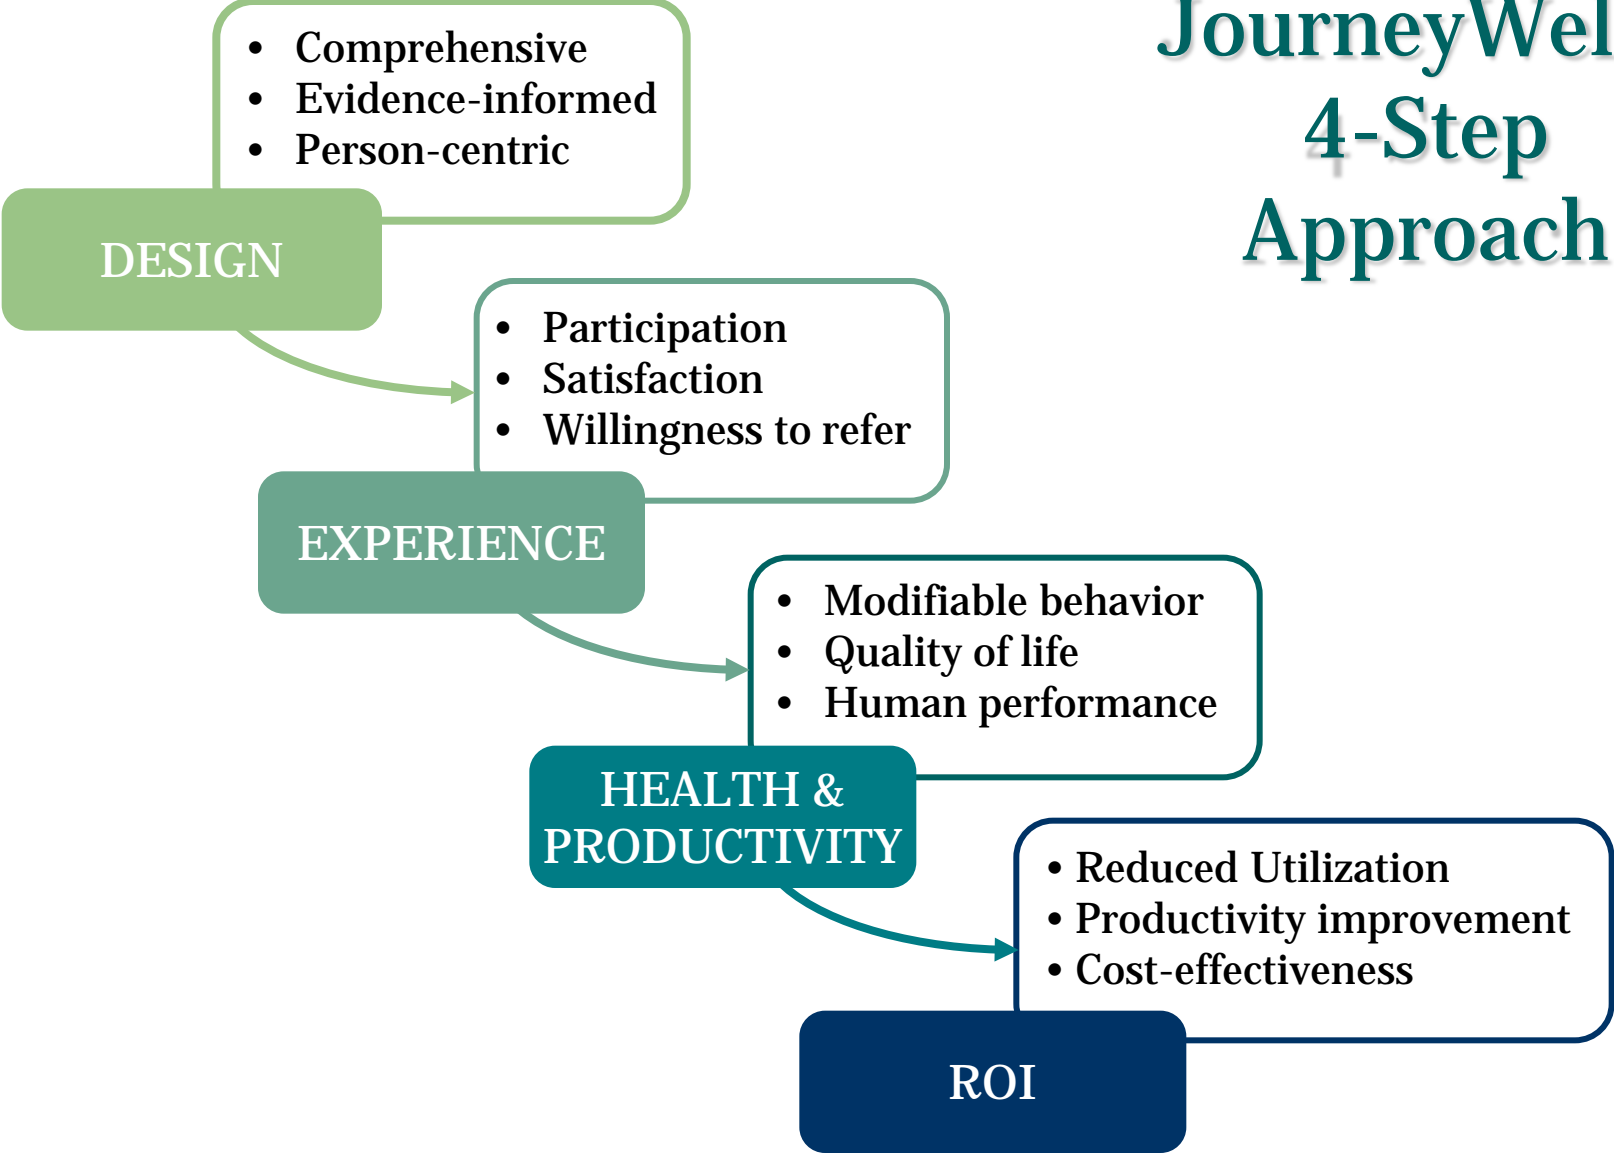 JourneyWel
4-Step
Approach
• Comprehensive
• Evidence-informed
• Person-centric
DESIGN
• Participation
• Satisfaction
• Willingness to refer
EXPERIENCE
• Modifiable behavior
• Quality of life
• Human performance
HEALTH &
PRODUCTIVITY
• Reduced Utilization
• Productivity improvement
• Cost-effectiveness
ROI